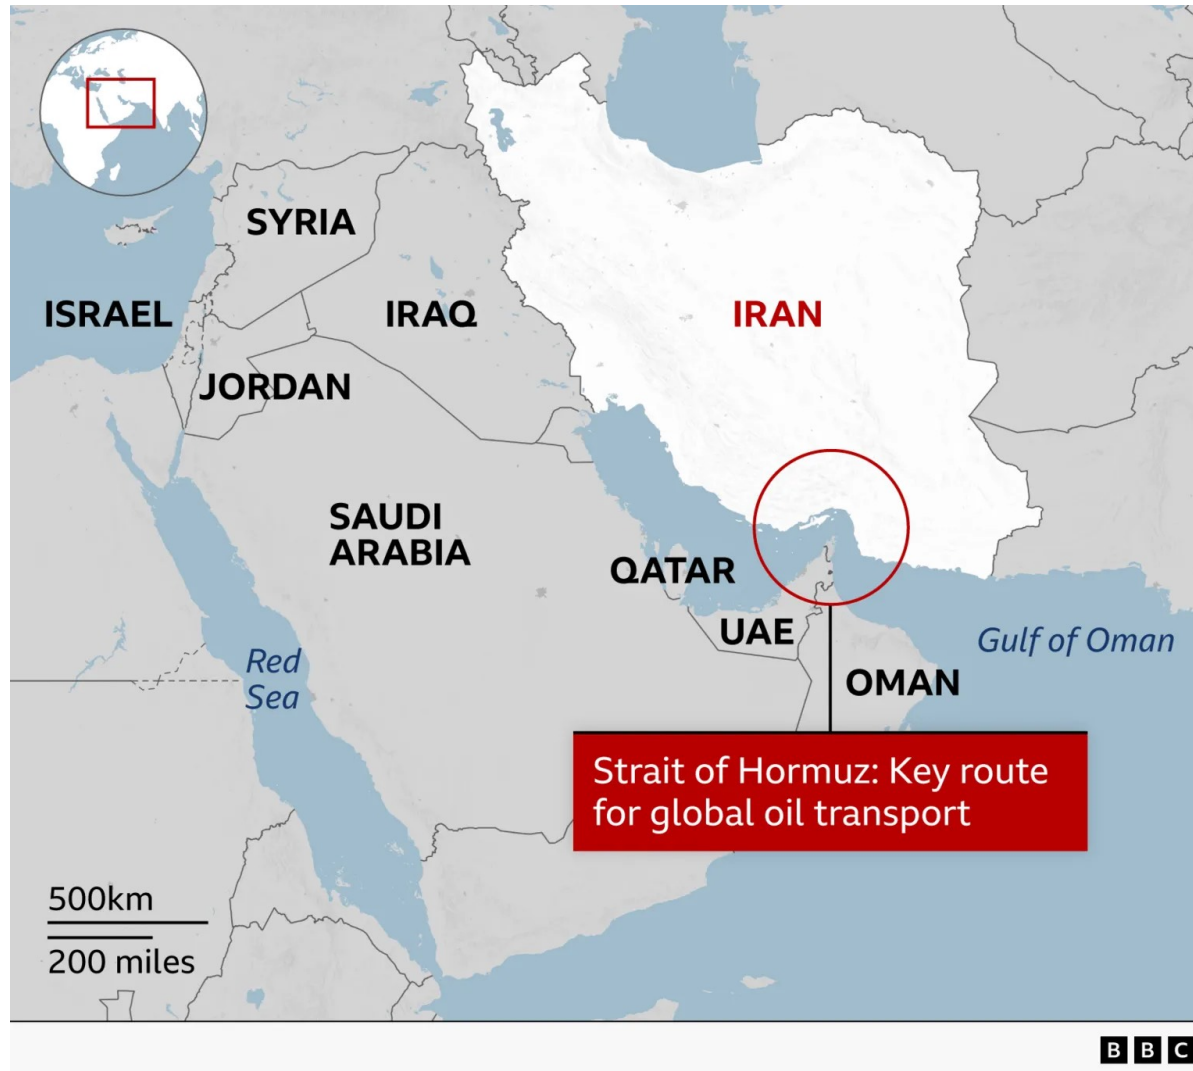 SYRIA
ISRAEL
IRAQ
IRAN
JORDAN
SAUDI
ARABIA
QATAR
UAE
Gulf of Oman
Red
Sea
OMAN
Strait of Hormuz: Key route
for global oil transport
500km
200 miles
BBC